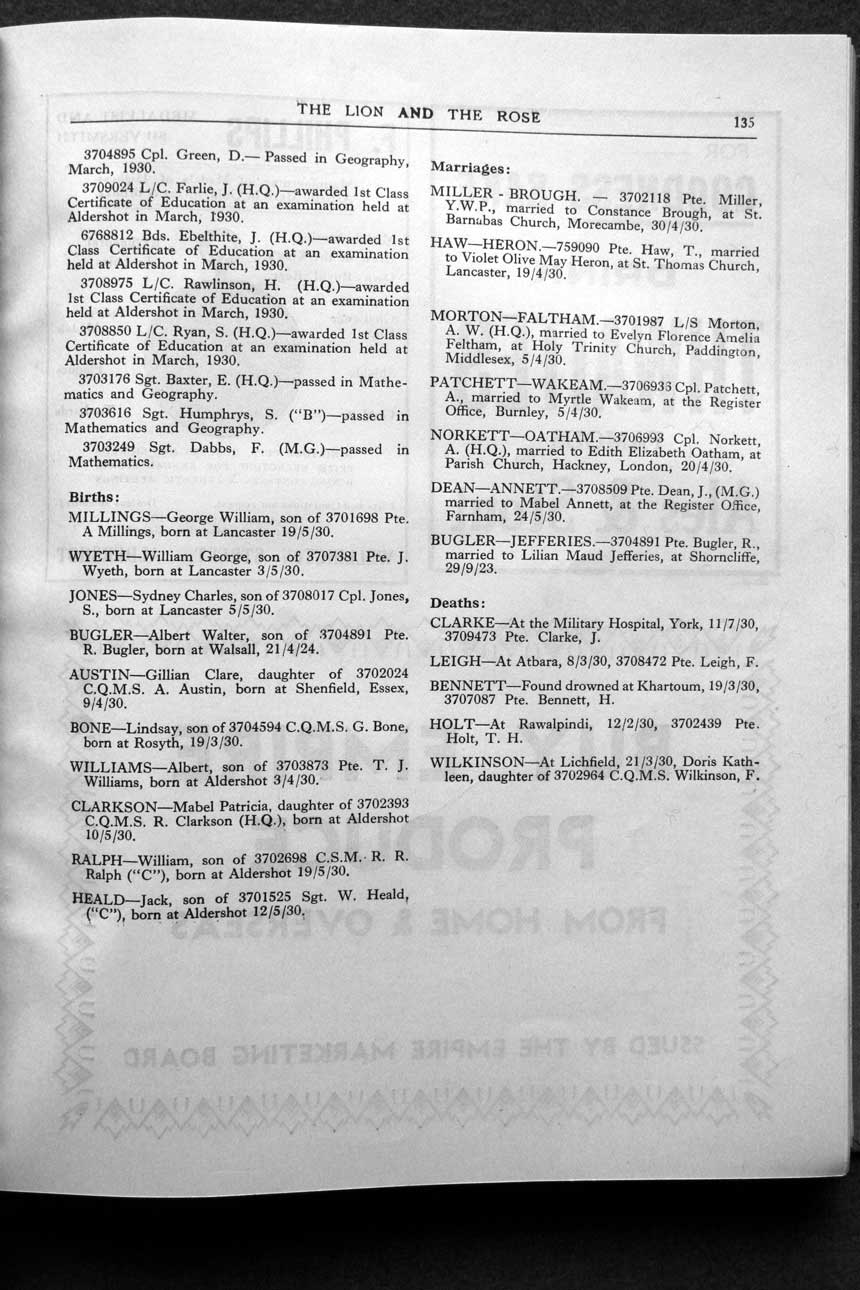 THE LION AND THE ROSE
135
3704895 Cpl. Green, D.— Passed in Geography,
March, 1930.
3709024 L/C. Farlie, J. (H.Q.)—awarded 1st Class
Certificate of Education at an examination held at
Aldershot in March, 1930.
6768812 Bds. Ebelthite, J. (H.Q.)—awarded 1st
Class Certificate of Education at an examination
held at Aldershot in March, 1930.
3708975 L/C. Rawlinson, H. (H.Q.)—awarded
1st Class Certificate of Education at an examination
held at Aldershot in March, 1930.
3708850 L/C. Ryan, S. (H.Q.)—awarded 1st Class
Certificate of Education at an examination held at
Aldershot in March, 1930.
3703176 Sgt. Baxter, E. (H.Q.)—passed in Mathe-
matics and Geography.
3703616 Sgt. Humphrys, S. ("B")—passed in
Mathematics and Geography.
3703249 Sgt. Dabbs, F. (M.G.)—passed in
Mathematics.
Births:
MILLINGS—George William, son of 3701698 Pte.
A Millings, born at Lancaster 19/5/30.
WYETH—William George, son of 3707381 Pte. J.
Wyeth, born at Lancaster 3/5/30.
JONES—Sydney Charles, son of 3708017 Cpl. Jones,
S., born at Lancaster 5/5/30.
BUGLER—Albert Walter, son of 3704891 Pte.
R. Bugler, born at Walsall, 21/4/24.
AUSTIN—Gillian Clare, daughter of 3702024
C.Q.M.S. A. Austin, born at Shenfield, Essex,
9/4/30.
BONE—Lindsay, son of 3704594 C.Q.M.S. G. Bone,
born at Rosyth, 19/3/30.
WILLIAMS—Albert, son of 3703873 Pte. T. J.
Williams, born at Aldershot 3/4/30.
CLARKSON—Mabel Patricia, daughter of 3702393
C.Q.M.S. R. Clarkson (H.Q.), born at Aldershot
10/5/30.
RALPH—William, son of 3702698 C.S.M. R. R.
Ralph ("C"), born at Aldershot 19/5/30.
HEALD—Jack, son of 3701525 Sgt. W. Heald,
("C"), born at Aldershot 12/5/30.
Marriages:
MILLER - BROUGH. — 3702118 Pte. Miller,
Y.W.P., married to Constance Brough, at St.
Barnabas Church, Morecambe, 30/4/30.
HAW—HERON.—759090 Pte. Haw, T., married
to Violet Olive May Heron, at St. Thomas Church,
Lancaster, 19/4/30.
MORTON—FALTHAM.—3701987 L/S Morton,
A. W. (H.Q.), married to Evelyn Florence Amelia
Feltham, at Holy Trinity Church, Paddington,
Middlesex, 5/4/30.
PATCHETT—WAKEAM.—3706933 Cpl. Patchett,
A., married to Myrtle Wakeam, at the Register
Office, Burnley, 5/4/30.
NORKETT—OATHAM.—3706993 Cpl. Norkett,
A. (H.Q.), married to Edith Elizabeth Oatham, at
Parish Church, Hackney, London, 20/4/30.
DEAN—ANNETT.—3708509 Pte. Dean, J., (M.G.)
married to Mabel Annett, at the Register Office,
Farnham, 24/5/30.
BUGLER—JEFFERIES.—3704891 Pte. Bugler, R.,
married to Lilian Maud Jefferies, at Shorncliffe,
29/9/23.
Deaths:
CLARKE—At the Military Hospital, York, 11/7/30,
3709473 Pte. Clarke, J.
LEIGH—At Atbara, 8/3/30, 3708472 Pte. Leigh, F.
BENNETT—Found drowned at Khartoum, 19/3/30,
3707087 Pte. Bennett, H.
HOLT—At Rawalpindi, 12/2/30, 3702439 Pte.
Holt, T. H.
WILKINSON—At Lichfield, 21/3/30, Doris Kath-
leen, daughter of 3702964 C.Q.M.S. Wilkinson, F.
PRODUCE
FROM HOME & OVERSEAS
ISSUED BY THE EMPIRE MARKETING BOARD